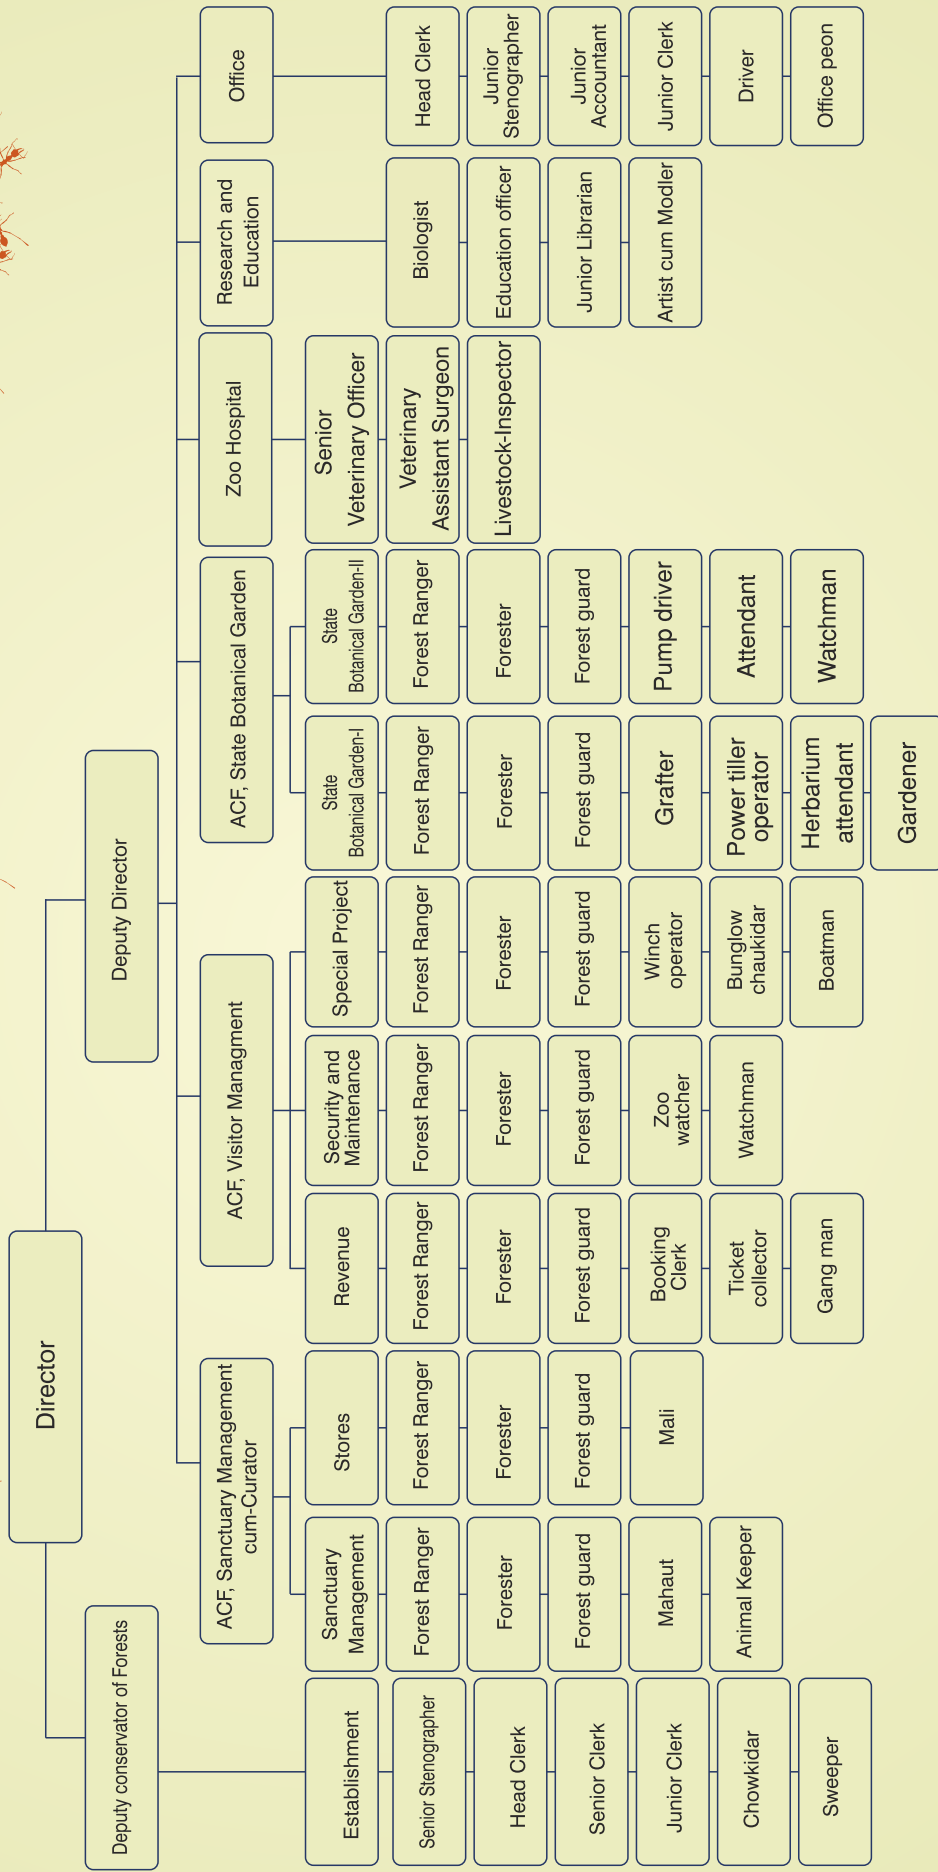 Director
Deputy conservator of Forests
Deputy Director
Establishment
Senior Stenographer
Head Clerk
Senior Clerk
Junior Clerk
Chowkidar
Sweeper
ACF, Sanctuary Management
cum-Curator
Sanctuary
Management
Forest Ranger
Forester
Forest guard
Mahaut
Animal Keeper
Stores
Forest Ranger
Forester
Forest guard
Mali
ACF, Visitor Managment
Revenue
Forest Ranger
Forester
Forest guard
Booking
Clerk
Ticket
collector
Gang man
Security and
Maintenance
Forest Ranger
Forester
Forest guard
Zoo
watcher
Watchman
Special Project
Forest Ranger
Forester
Forest guard
Winch
operator
Bunglow
chaukidar
Boatman
ACF, State Botanical Garden
State
Botanical Garden-I
Forest Ranger
Forester
Forest guard
Grafter
Power tiller
operator
Herbarium
attendant
Gardener
State
Botanical Garden-II
Forest Ranger
Forester
Forest guard
Pump driver
Attendant
Watchman
Zoo Hospital
Senior
Veterinary Officer
Veterinary
Assistant Surgeon
Livestock-Inspector
Research and
Education
Biologist
Education officer
Junior Librarian
Artist cum Modler
Office
Head Clerk
Junior
Stenographer
Junior
Accountant
Junior Clerk
Driver
Office peon